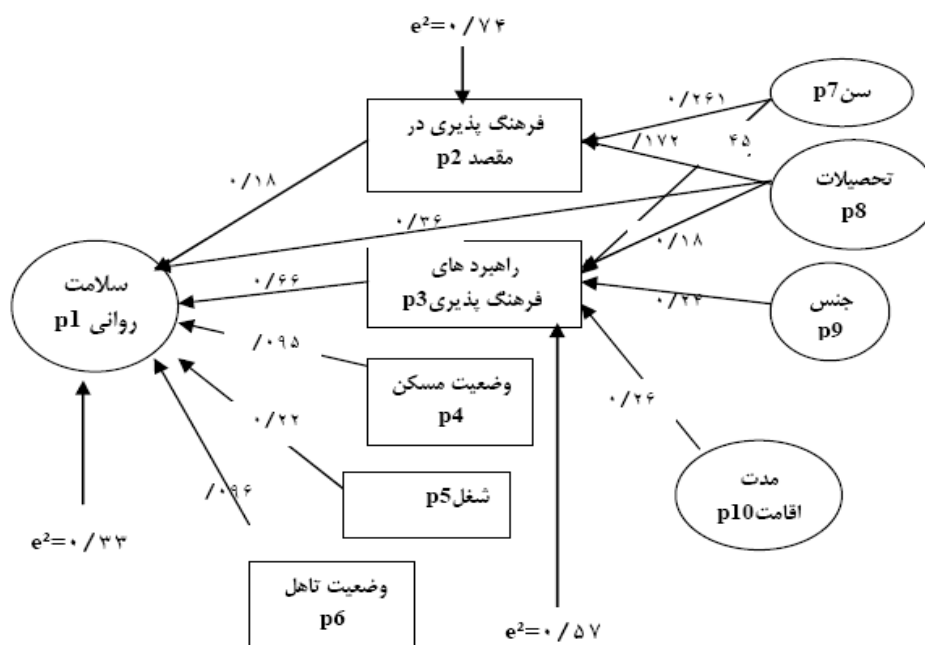 e²=۰/۷۴
سن p7
۰/۲۶۱
فرهنگ پذیری در
مقصد p2
/۱۷۲
۴۵
تحصیلات
p8
۰/۱۸
۰/۳۶
راهبرد های
فرهنگ پذیری p3
۰/۱۸
سلامت
روانی p1
۰/۶۶
۰/۲۴
جنس
p9
/۰۹۵
وضعیت مسکن
p4
۰/۲۶
۰/۲۲
شغل p5
مدت
اقامت p10
/۰۹۶
e²=۰/۳۳
وضعیت تاهل
p6
e²=۰/۵۷